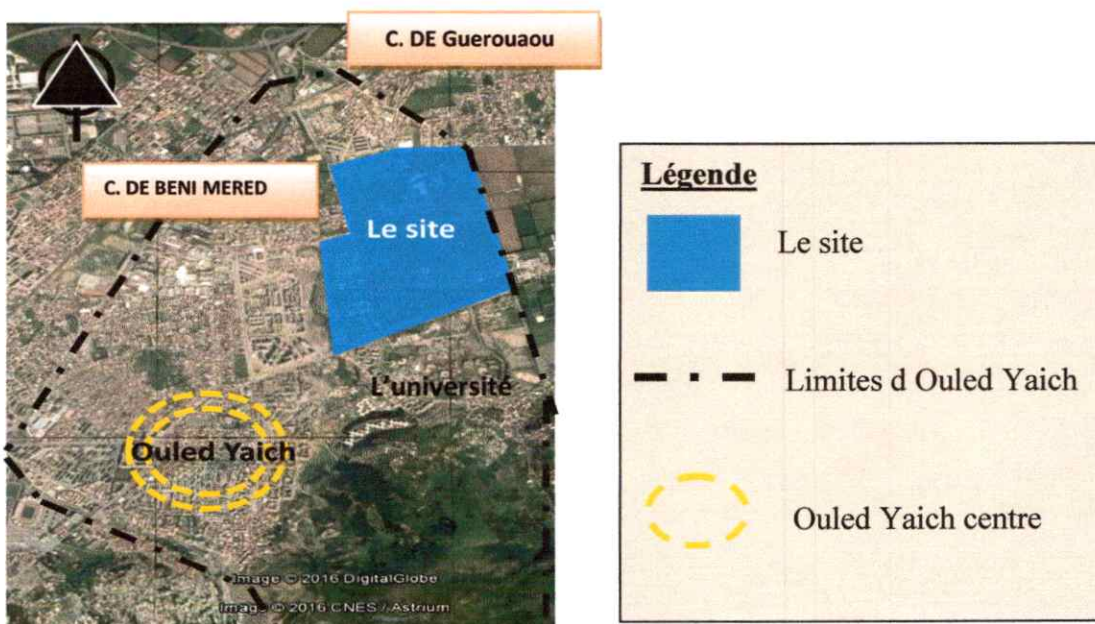 C. DE Guerouaou
C. DE BENI MERED
Le site
L'université
Ouled Yaich
Image © 2016 DigitalGlobe
Image © 2016 CNES / Astrium
Légende
Le site
Limites d Ouled Yaich
Ouled Yaich centre